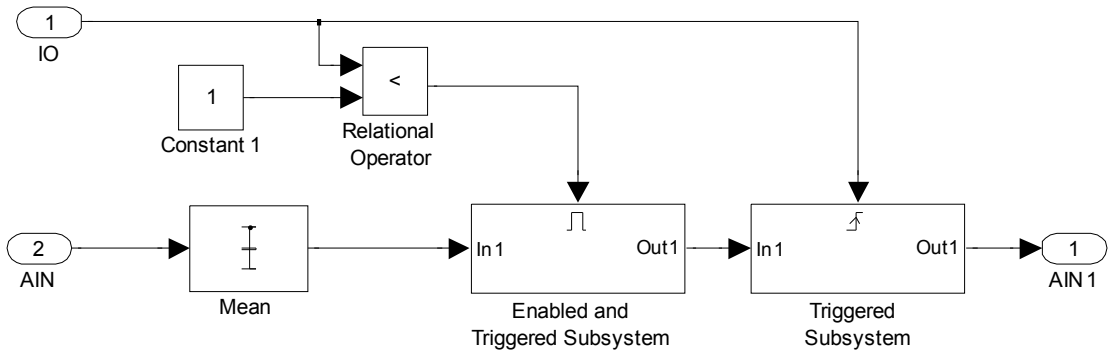 1
IO
1
Constant 1
<
Relational
Operator
2
AIN
Mean
In1
Out1
Enabled and
Triggered Subsystem
In1
Out1
Triggered
Subsystem
1
AIN 1